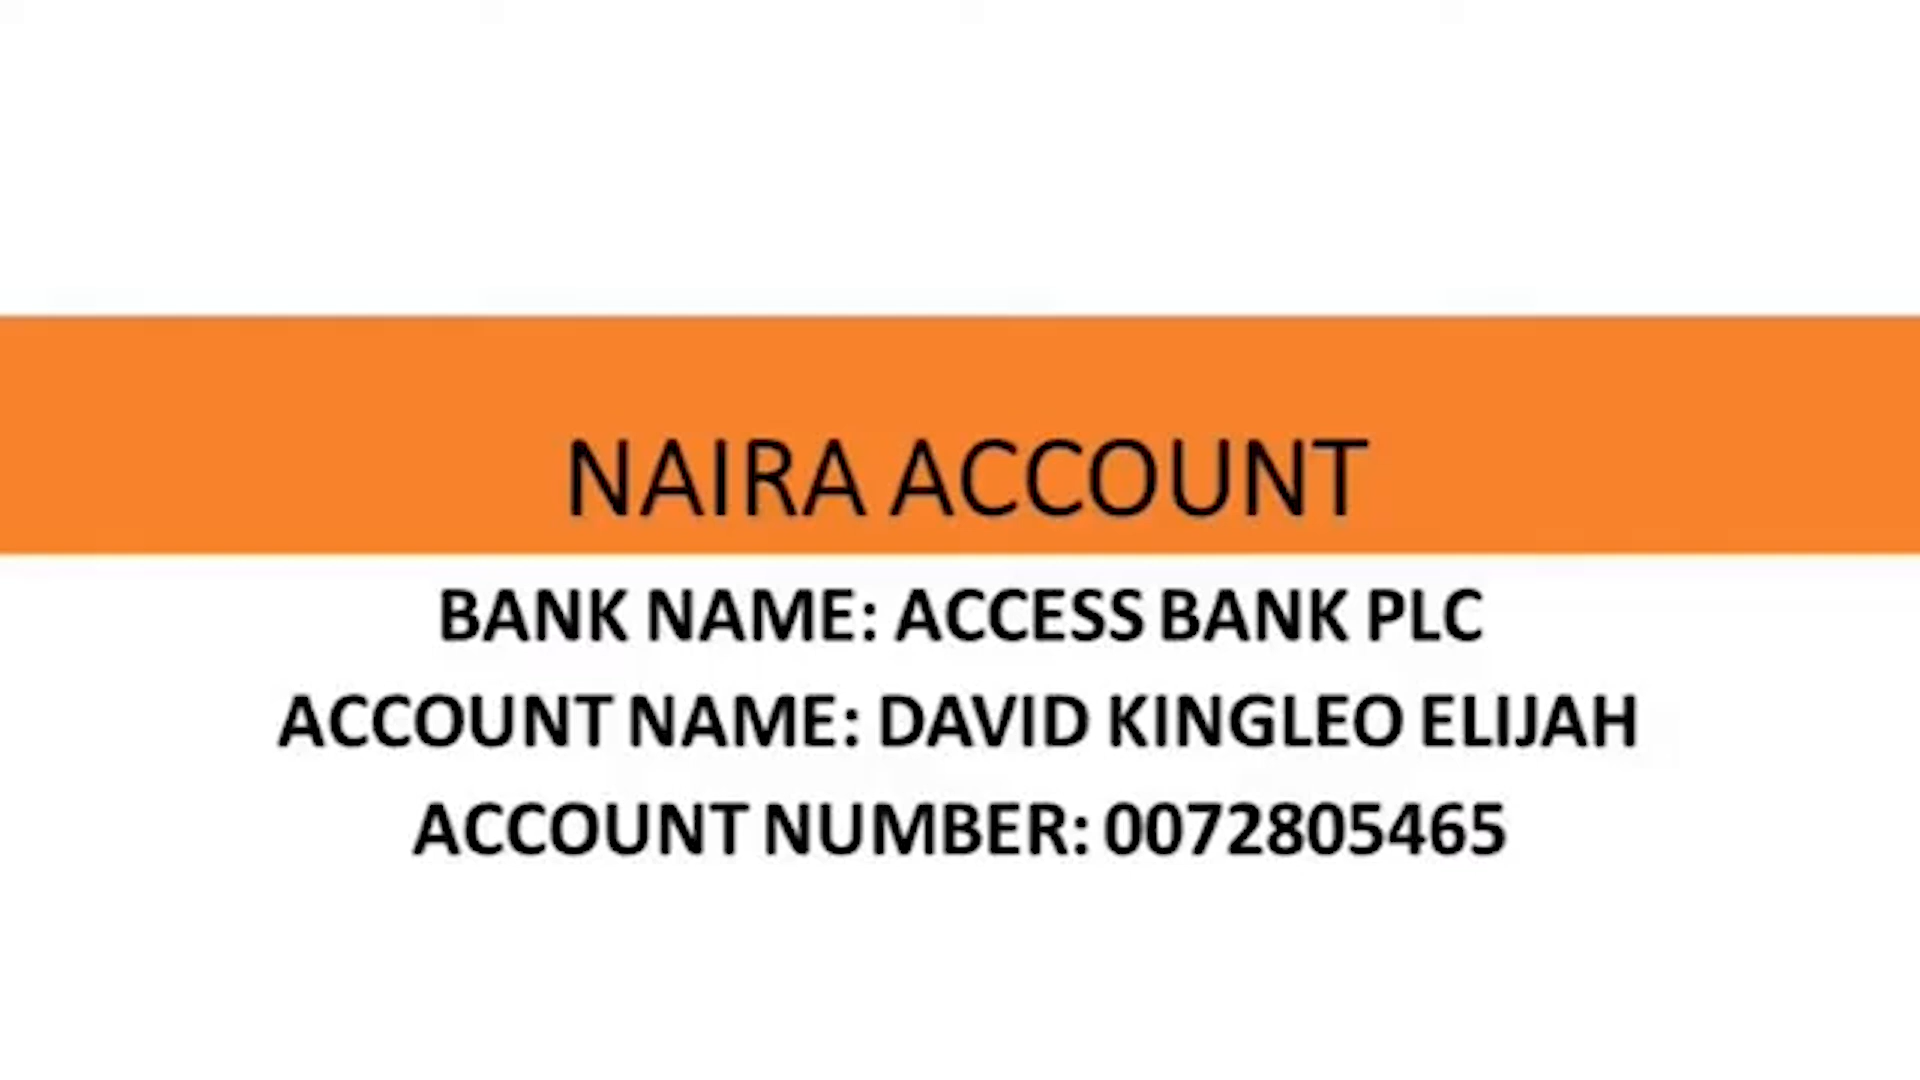 NAIRA ACCOUNT
BANK NAME: ACCESS BANK PLC
ACCOUNT NAME: DAVID KINGLEO ELIJAH
ACCOUNT NUMBER: 0072805465